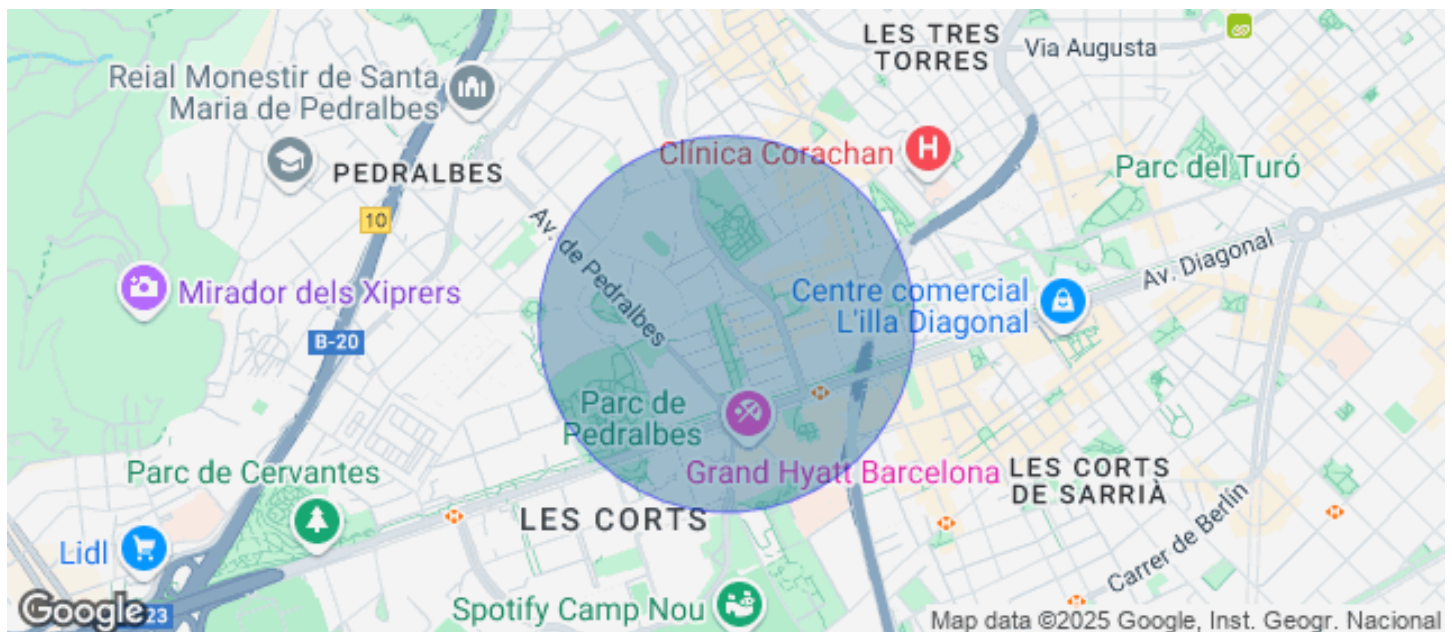 LES TRES
TORRES
Via Augusta
Reial Monestir de Santa
Maria de Pedralbes
PEDRALBES
Clínica Corachan
H
Parc del Turó
10
Av. de Pedralbes
Av. Diagonal
Mirador dels Xiprers
Centre comercial
L'illa Diagonal
B-20
Parc de
Pedralbes
Grand Hyatt Barcelona
LES CORTS
DE SARRIÀ
Parc de Cervantes
LES CORTS
Carrer de Berlín
Lidl
Spotify Camp Nou
Google
23
Map data ©2025 Google, Inst. Geogr. Nacional